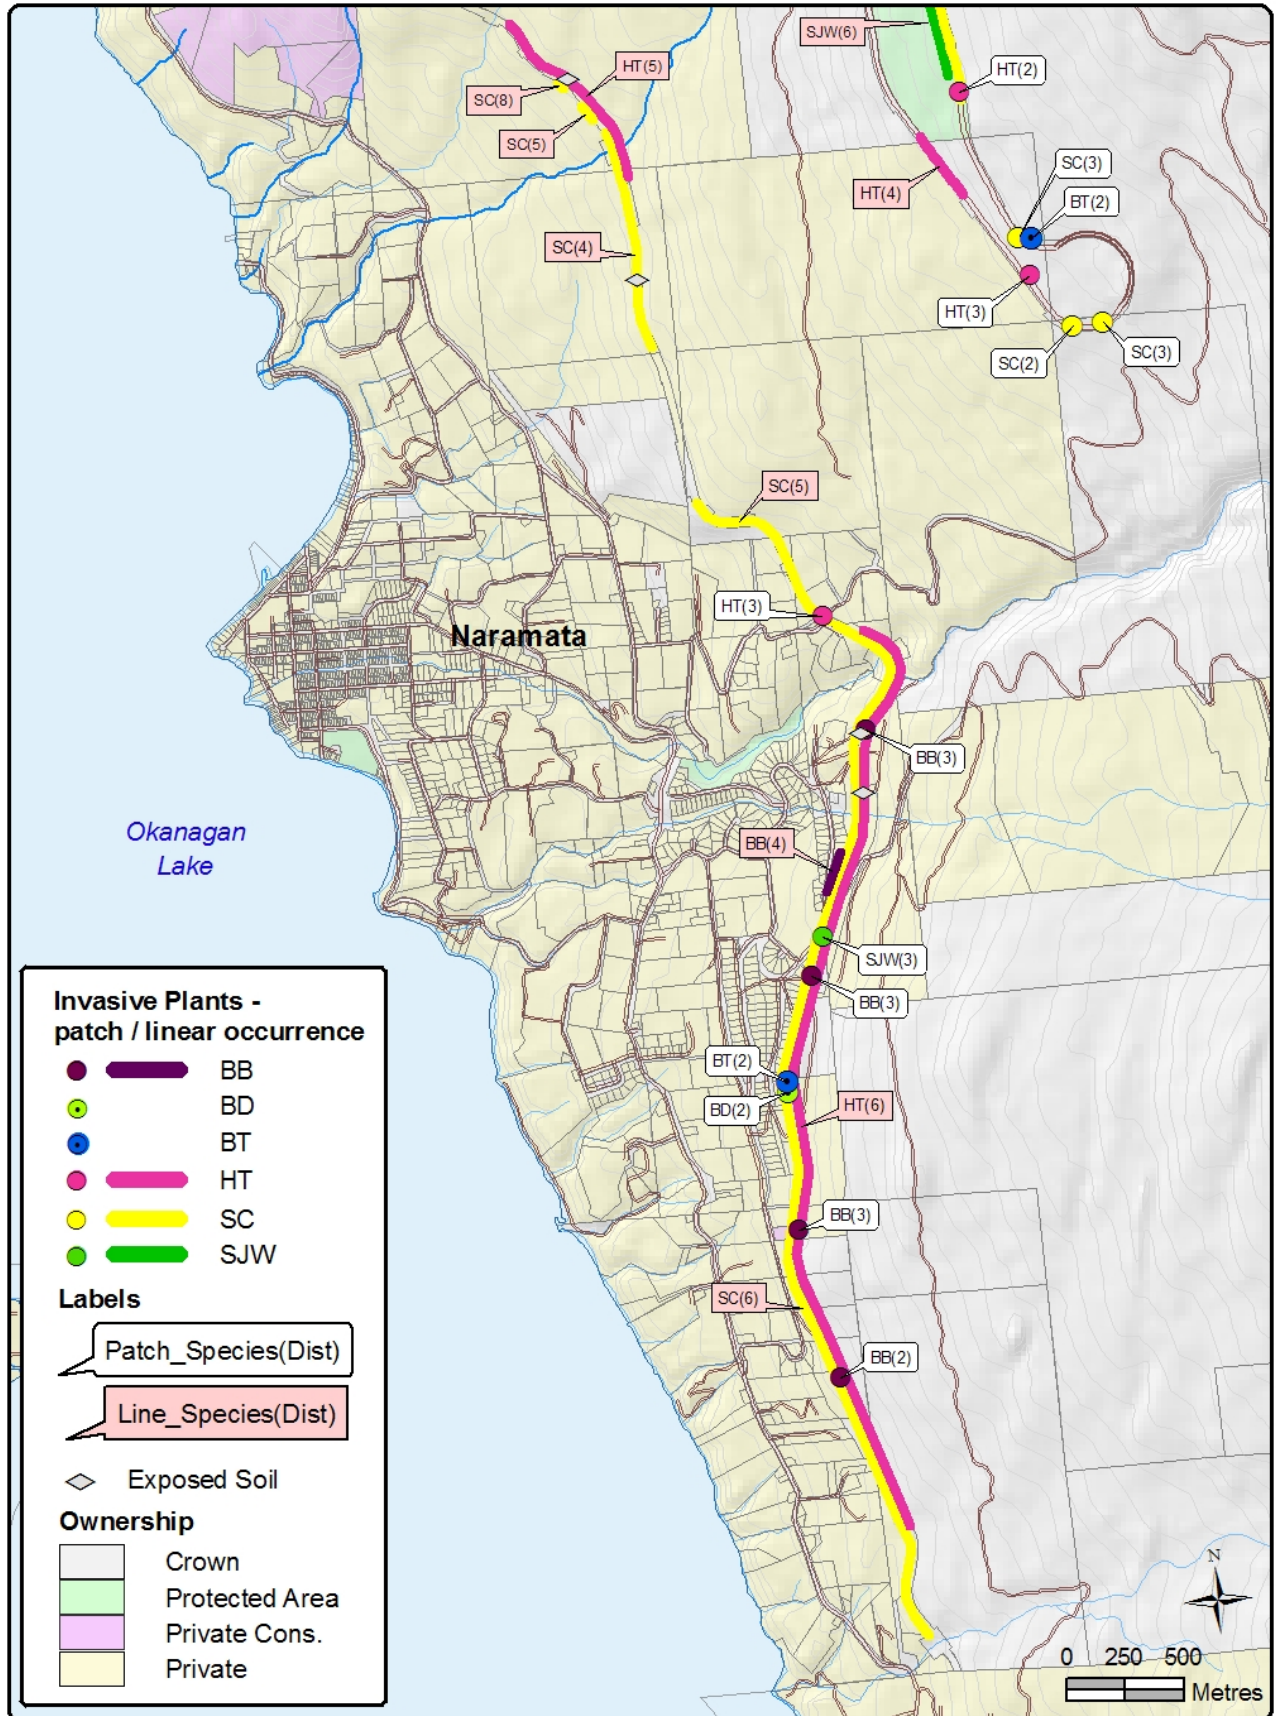 SJW(6)
HT(5)
HT(2)
SC(8)
SC(5)
SC(3)
HT(4)
BT(2)
SC(4)
HT(3)
SC(2)
SC(3)
SC(5)
HT(3)
Naramata
BB(3)
Okanagan
Lake
BB(4)
SJW(3)
BB(3)
BT(2)
BD(2)
HT(6)
BB(3)
SC(6)
BB(2)
Invasive Plants -
patch / linear occurrence
BB
BD
BT
HT
SC
SJW
Labels
Patch_Species(Dist)
Line_Species(Dist)
Exposed Soil
Ownership
Crown
Protected Area
Private Cons.
Private
N
0 250 500
Metres